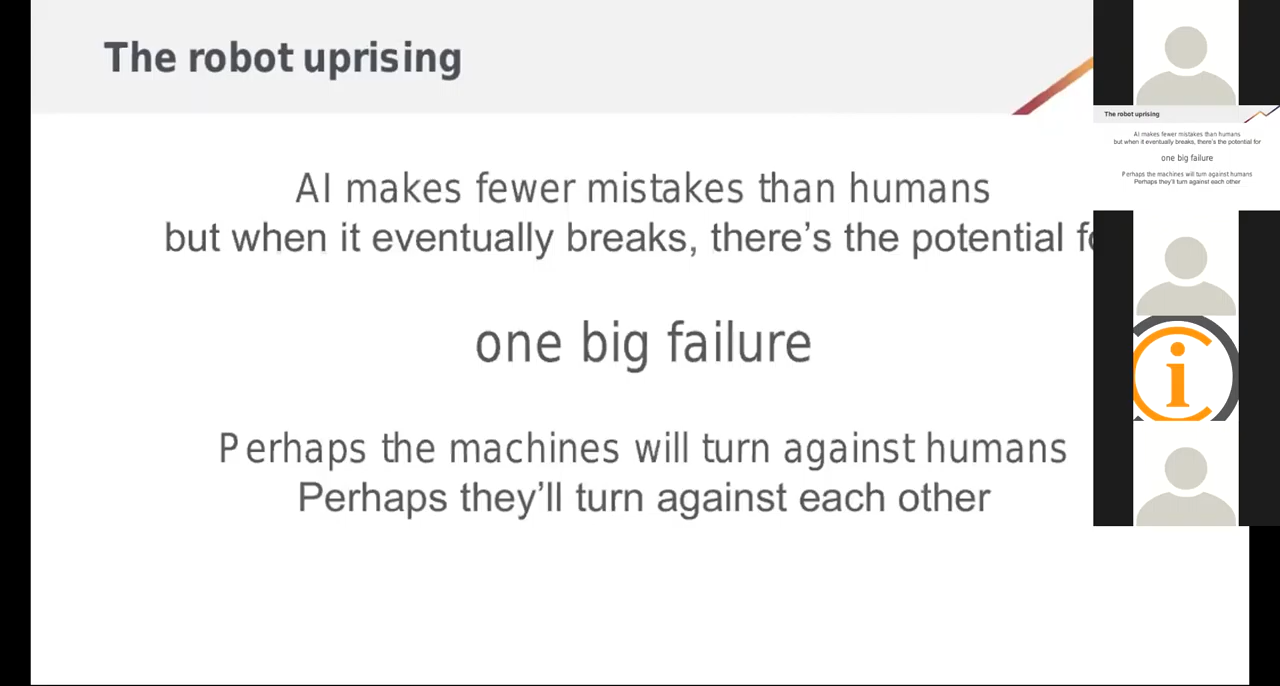 The robot uprising
AI makes fewer mistakes than humans
but when it eventually breaks, there's the potential
one big failure
Perhaps the machines will turn against humans
Perhaps they'll turn against each other
The robot uprising
AI makes fewer mistakes than humans
but when it eventually breaks, there's the potential for
one big failure
Perhaps the machines will turn against humans
Perhaps they'll turn against each other
i